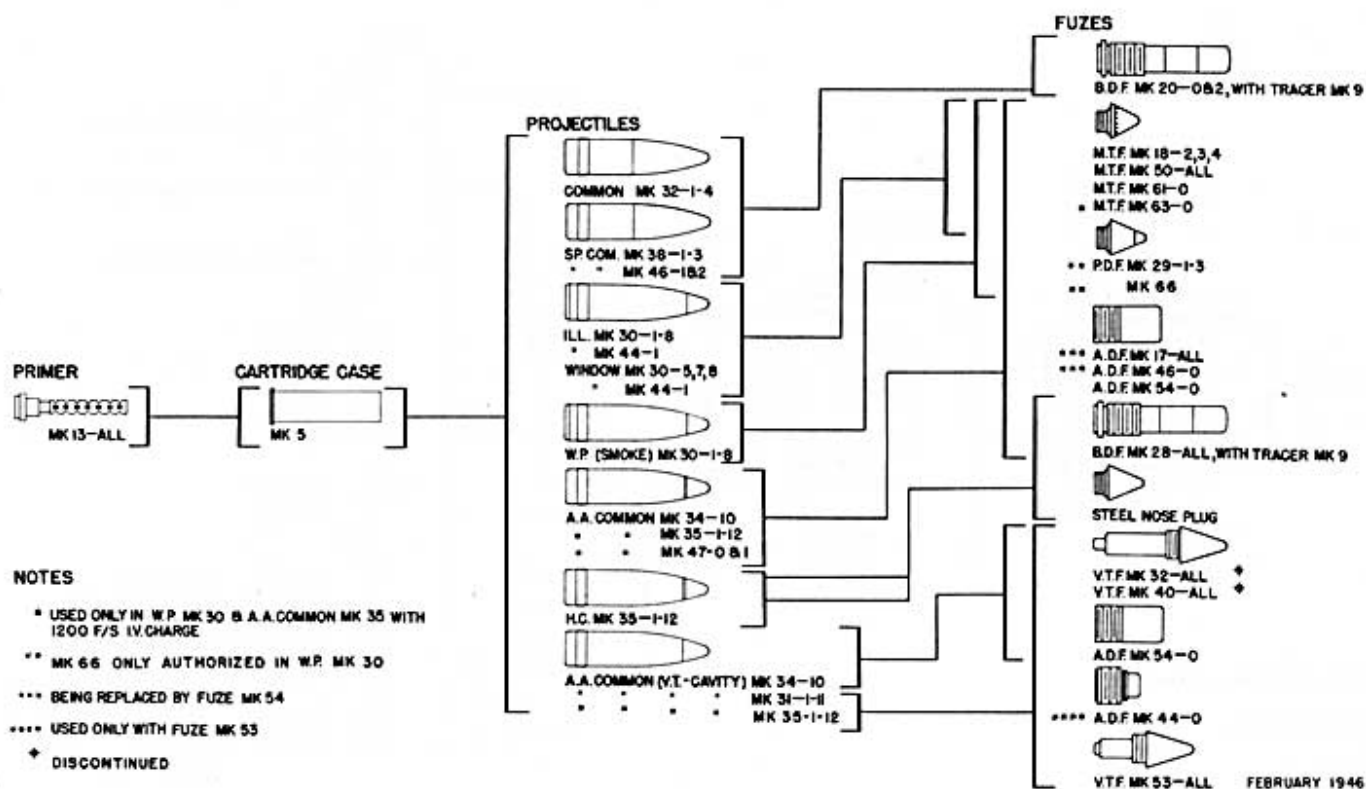 PRIMER
MK 13-ALL
CARTRIDGE CASE
MK 5
PROJECTILES
COMMON MK 32-1-4
SP. COM. MK 38-1-3
" " MK 46-1&2
ILL. MK 30-1-8
" MK 44-1
WINDOW MK 30-5,7,8
" MK 44-1
W.P. (SMOKE) MK 30-1-8
A.A. COMMON MK 34-10
" " MK 35-1-12
" " MK 47-0 & 1
H.C. MK 35-1-12
A.A. COMMON (V.T.-CAVITY) MK 34-10
" " " " MK 31-1-11
" " " " MK 35-1-12
FUZES
B.D.F. MK 20-0&2, WITH TRACER MK 9
M.T.F. MK 18-2,3,4
M.T.F. MK 50-ALL
M.T.F. MK 61-0
* M.T.F. MK 63-0
** P.D.F. MK 29-1-3
** MK 66
*** A.D.F. MK 17-ALL
*** A.D.F. MK 46-0
A.D.F. MK 54-0
B.D.F. MK 28-ALL, WITH TRACER MK 9
STEEL NOSE PLUG
V.T.F. MK 32-ALL ⌖
V.T.F. MK 40-ALL ⌖
A.D.F. MK 54-0
**** A.D.F. MK 44-0
V.T.F. MK 53-ALL
FEBRUARY 1946
NOTES
* USED ONLY IN W.P. MK 30 & A.A. COMMON MK 35 WITH
1200 F/S I.V. CHARGE
** MK 66 ONLY AUTHORIZED IN W.P. MK 30
*** BEING REPLACED BY FUZE MK 54
**** USED ONLY WITH FUZE MK 53
⌖ DISCONTINUED